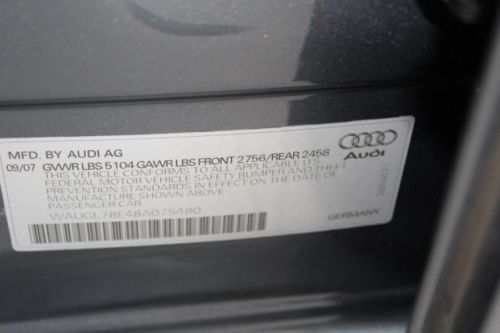 MFD. BY AUDI AG
09/07 GVWR LBS 5104 GAWR LBS FRONT 2756/REAR 2458
THIS VEHICLE CONFORMS TO ALL APPLICABLE U.S.
FEDERAL MOTOR VEHICLE SAFETY BUMPER AND THEFT
PREVENTION STANDARDS IN EFFECT ON THE DATE OF
MANUFACTURE SHOWN ABOVE.
PASSENGER CAR
WAUGL78E48A075480
Audi
GERMANY